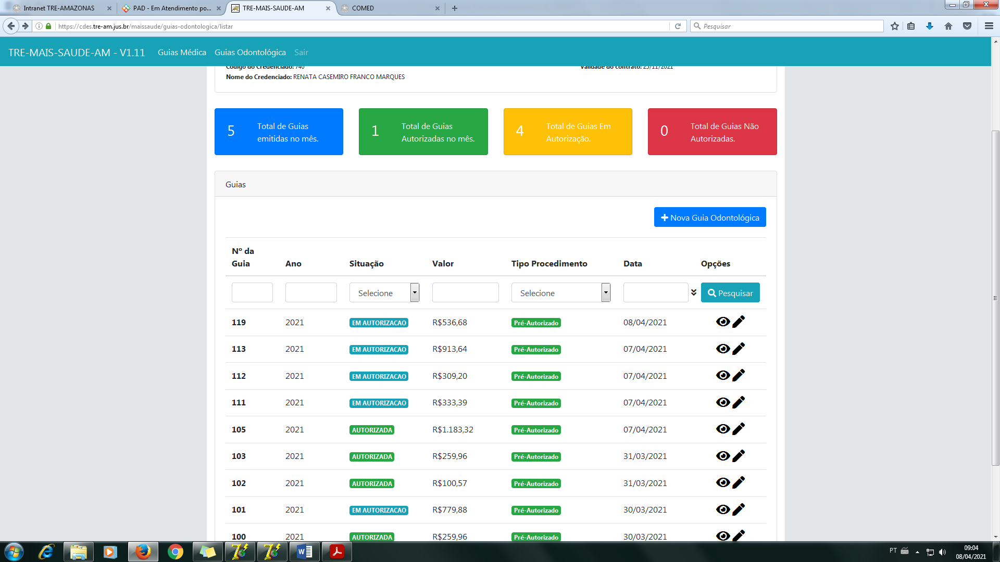 Intranet TRE-AMAZONAS
PAD - Em Atendimento po...
TRE-MAIS-SAUDE-AM
COMED
https://cdes.tre-am.jus.br/maissaude/guias-odontologica/listar
Pesquisar
TRE-MAIS-SAUDE-AM - V1.11
Guias Médica
Guias Odontológica
Sair
Código do Credenciado: 740
Validade do contrato: 25/11/2021
Nome do Credenciado: RENATA CASEMIRO FRANCO MARQUES
5 Total de Guias
emitidas no mês.
1 Total de Guias
Autorizadas no mês.
4 Total de Guias Em
Autorização.
0 Total de Guias Não
Autorizadas.
Guias
Nova Guia Odontológica
Nº da
Guia Ano Situação Valor Tipo Procedimento Data Opções
Selecione Selecione Pesquisar
119 2021 EM AUTORIZACAO R$536,68 Pré-Autorizado 08/04/2021
113 2021 EM AUTORIZACAO R$913,64 Pré-Autorizado 07/04/2021
112 2021 EM AUTORIZACAO R$309,20 Pré-Autorizado 07/04/2021
111 2021 EM AUTORIZACAO R$333,39 Pré-Autorizado 07/04/2021
105 2021 AUTORIZADA R$1.183,32 Pré-Autorizado 07/04/2021
103 2021 AUTORIZADA R$259,96 Pré-Autorizado 31/03/2021
102 2021 AUTORIZADA R$100,57 Pré-Autorizado 31/03/2021
101 2021 EM AUTORIZACAO R$779,88 Pré-Autorizado 30/03/2021
100 2021 AUTORIZADA R$259,96 Pré-Autorizado 30/03/2021
PT
09:04
08/04/2021